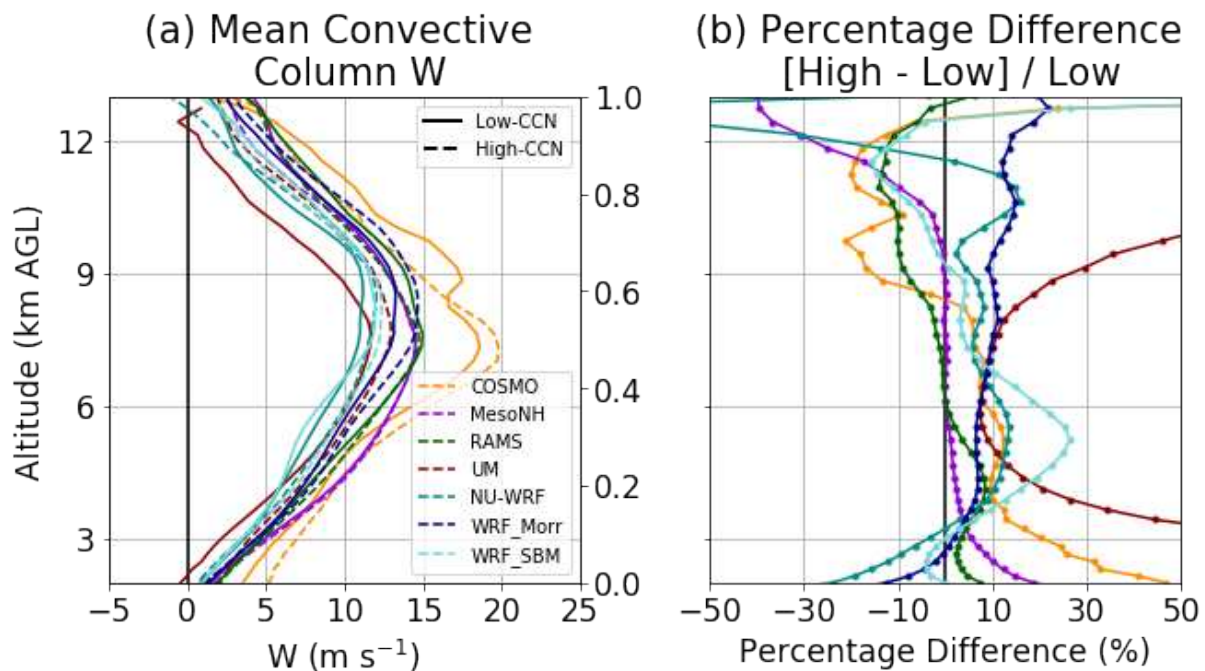 (a) Mean Convective
Column W
(b) Percentage Difference
[High - Low] / Low
Altitude (km AGL)
12
9
6
3
Low-CCN
High-CCN
COSMO
MesoNH
RAMS
UM
NU-WRF
WRF_Morr
WRF_SBM
1.0
0.8
0.6
0.4
0.2
0.0
−5
0
5
10
15
20
25
W (m s⁻¹)
−50
−30
−10
10
30
50
Percentage Difference (%)